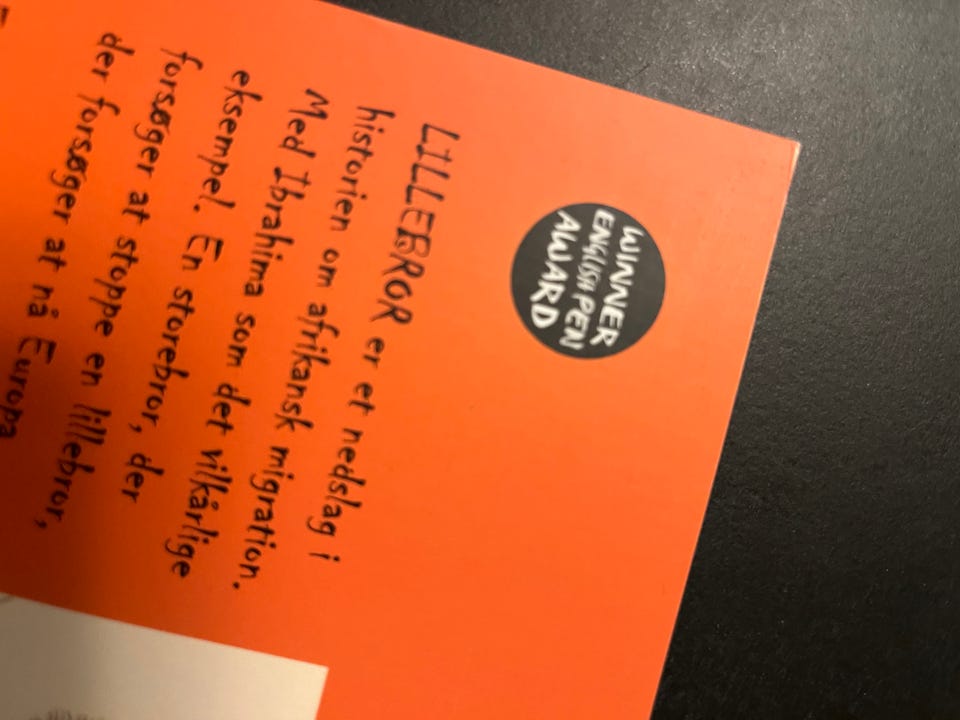 WINNER
ENGLISH PEN
AWARD
LILLEBROR er et nedslag i
historien om afrikansk migration.
Med Ibrahima som det vilkårlige
eksempel. En storebror, der
forsøger at stoppe en lillebror,
der forsøger at nå Europa